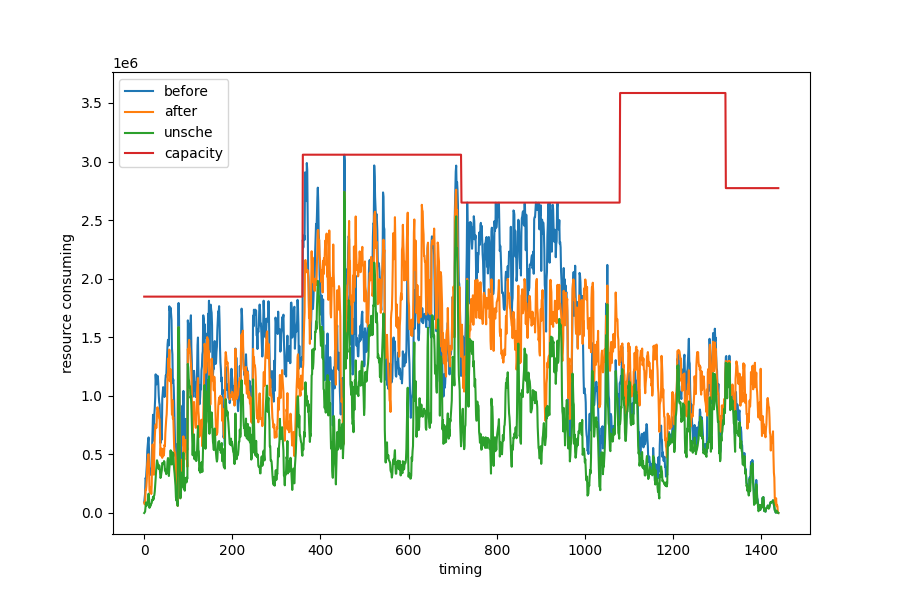 1e6
before
after
unsche
capacity
3.5
3.0
2.5
2.0
1.5
1.0
0.5
0.0
resource consuming
0 200 400 600 800 1000 1200 1400
timing